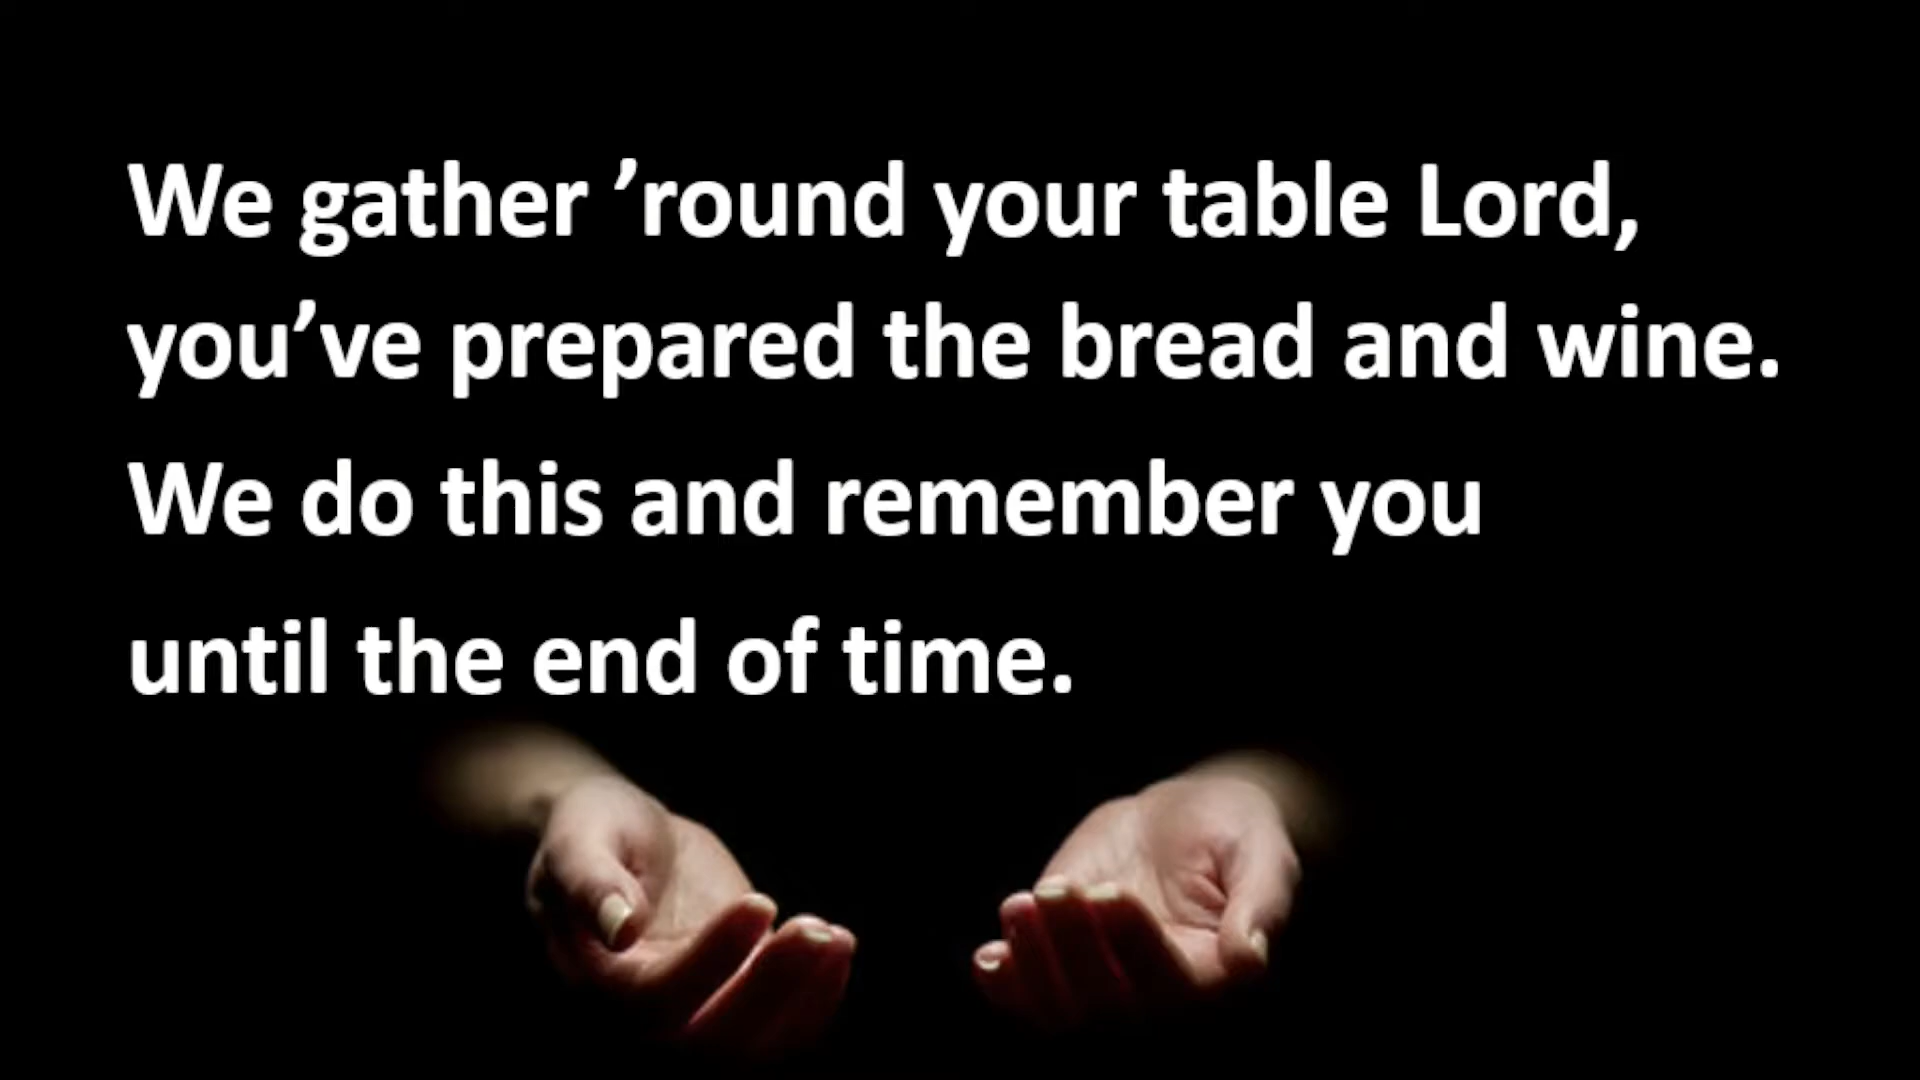 We gather ’round your table Lord,
you’ve prepared the bread and wine.
We do this and remember you
until the end of time.